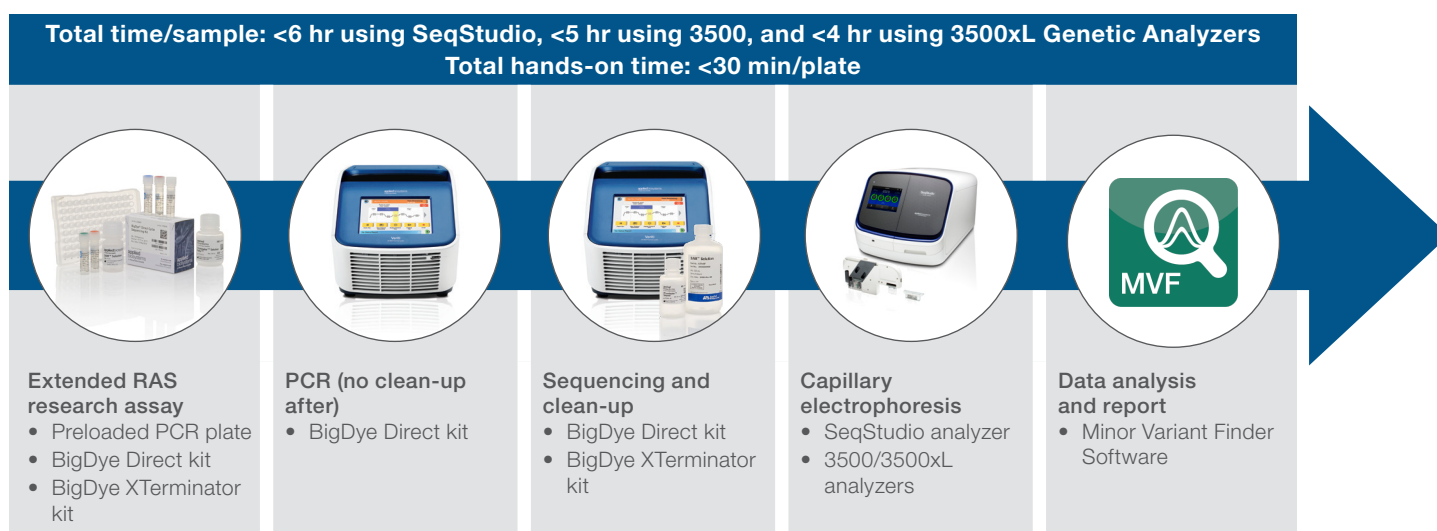 Total time/sample: <6 hr using SeqStudio, <5 hr using 3500, and <4 hr using 3500xL Genetic Analyzers
Total hands-on time: <30 min/plate
MVF
Extended RAS
research assay
• Preloaded PCR plate
• BigDye Direct kit
• BigDye XTerminator
kit
PCR (no clean-up
after)
• BigDye Direct kit
Sequencing and
clean-up
• BigDye Direct kit
• BigDye XTerminator
kit
Capillary
electrophoresis
• SeqStudio analyzer
• 3500/3500xL
analyzers
Data analysis
and report
• Minor Variant Finder
Software